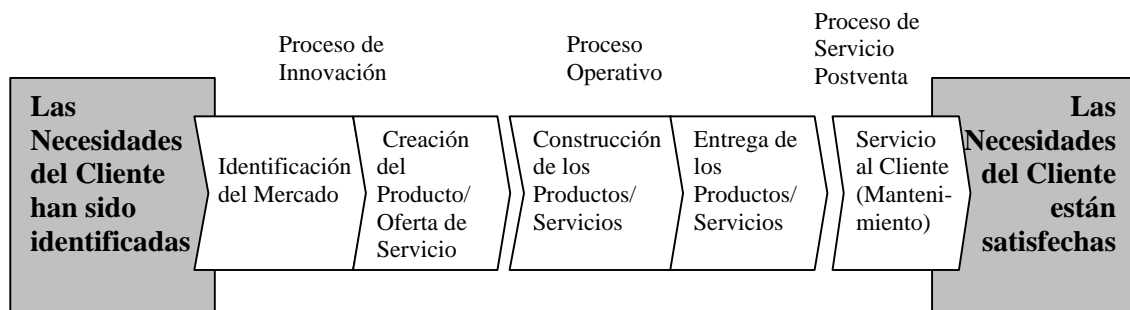 Proceso de
Innovación
Proceso
Operativo
Proceso de
Servicio
Postventa
Las
Necesidades
del Cliente
han sido
identificadas
Identificación
del Mercado
Creación
del
Producto/
Oferta de
Servicio
Construcción
de los
Productos/
Servicios
Entrega de
los
Productos/
Servicios
Servicio
al Cliente
(Manteni-
miento)
Las
Necesidades
del Cliente
están
satisfechas